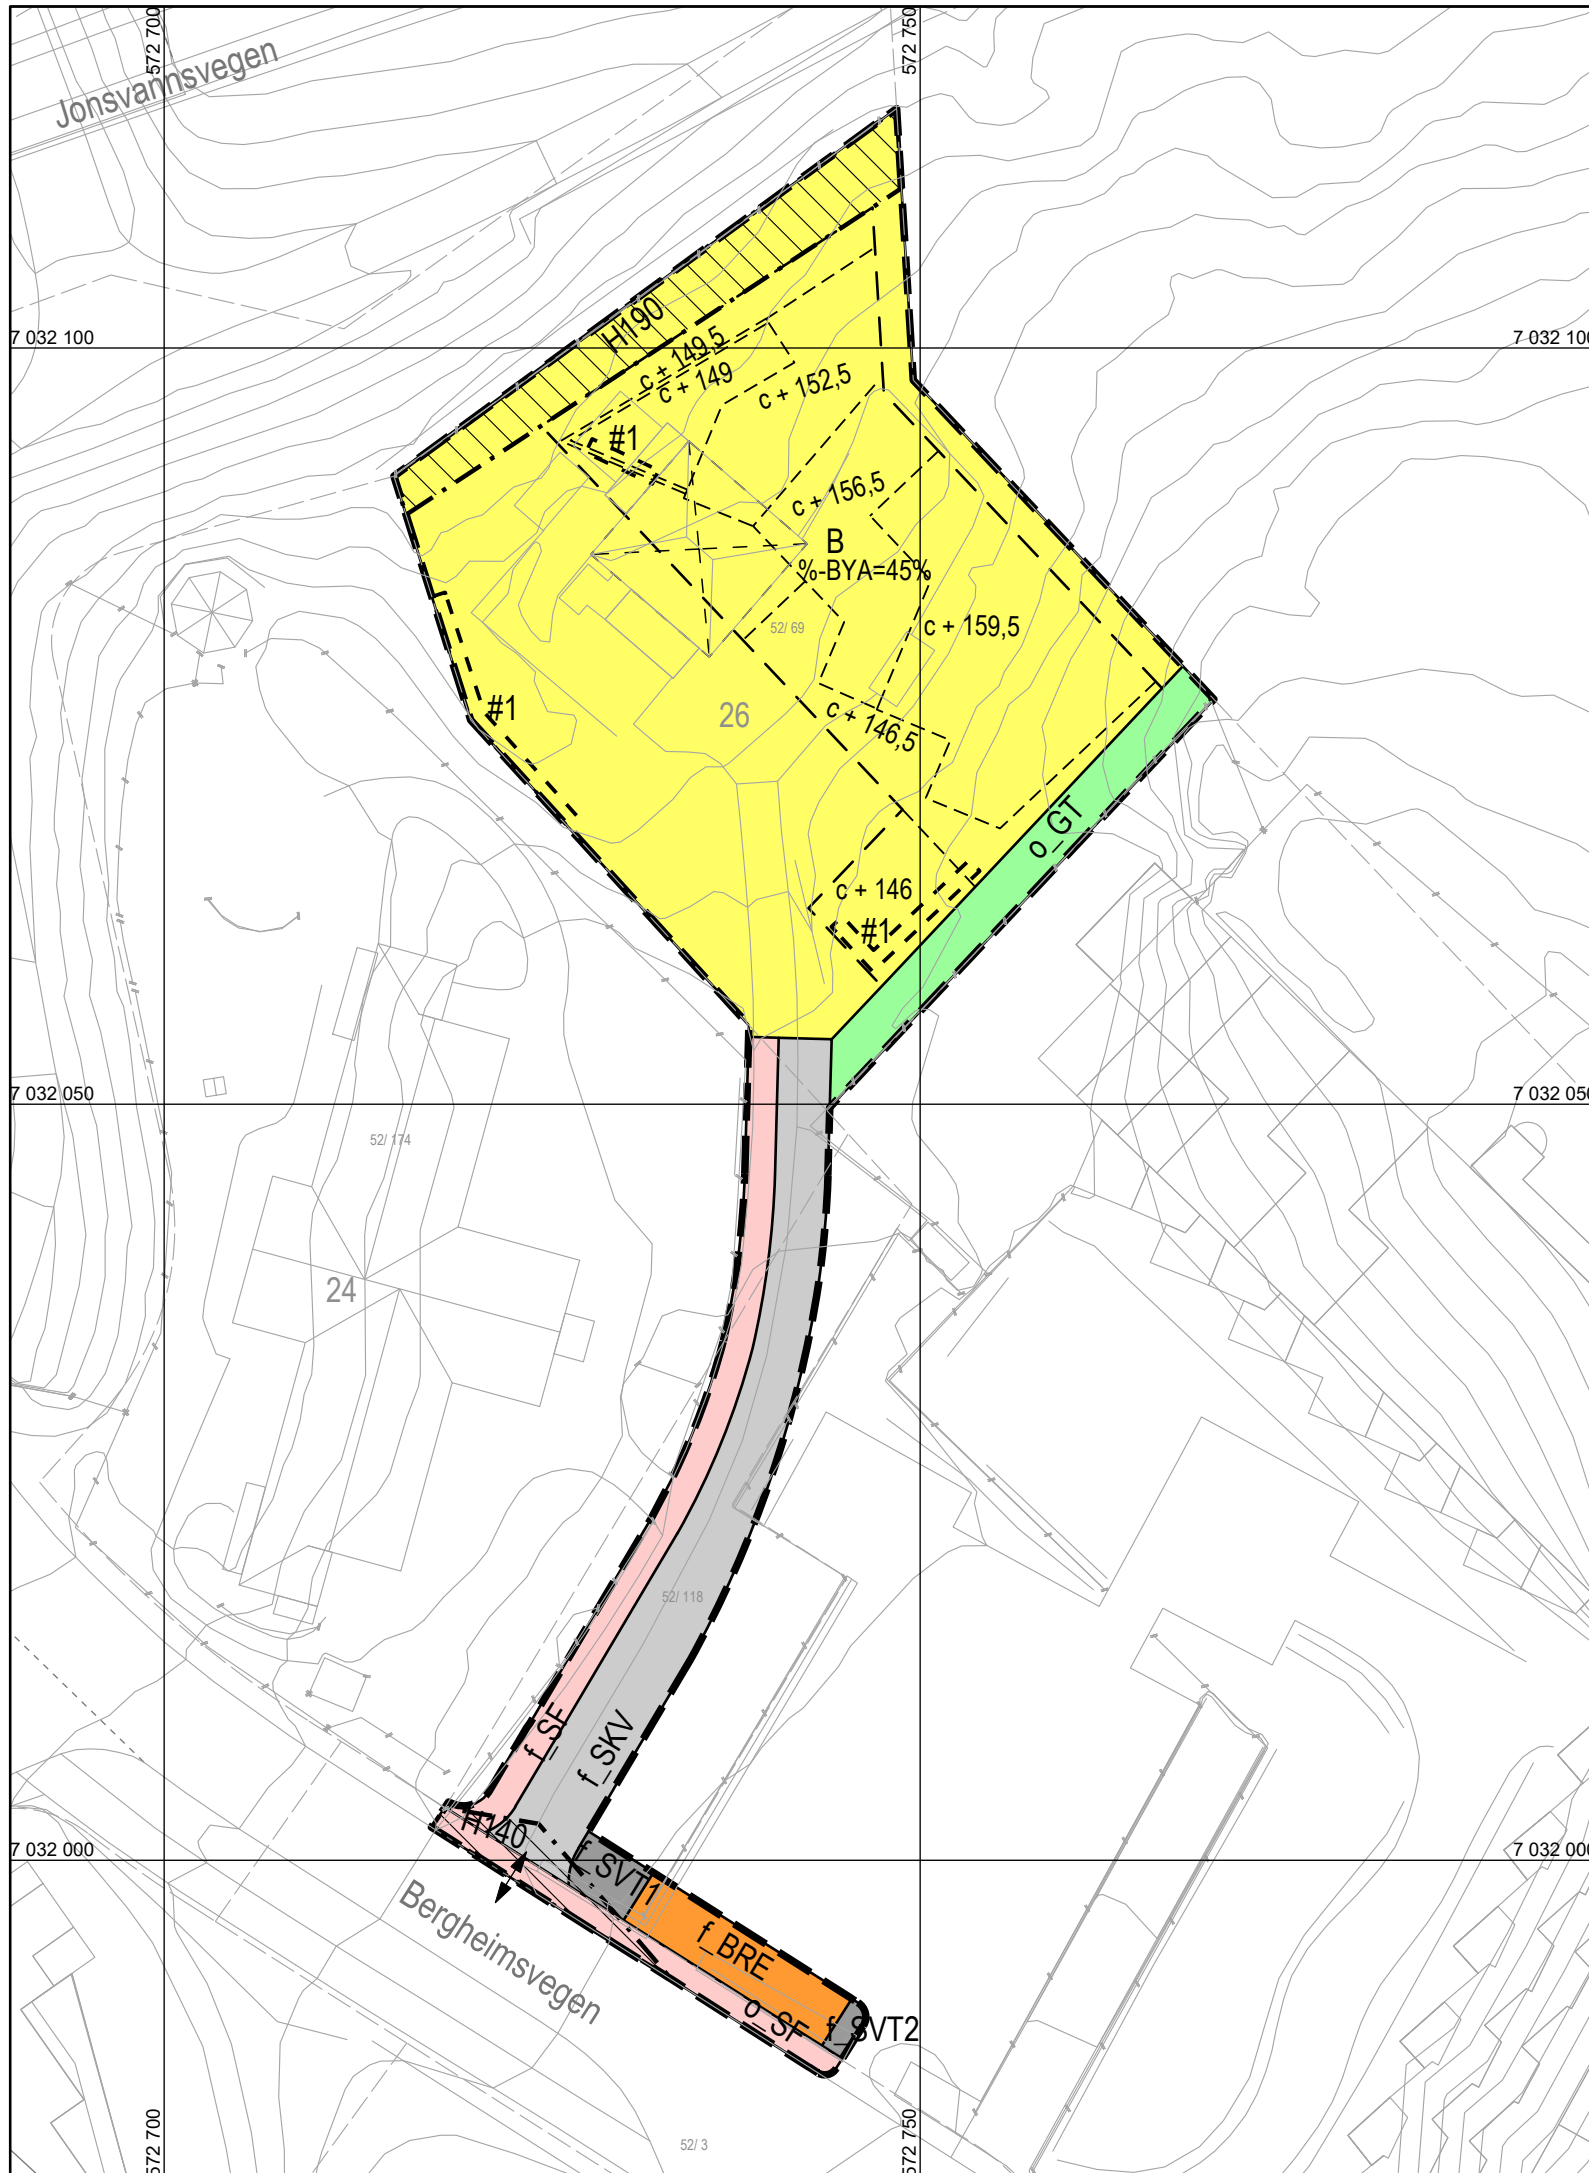 572 700
572 750
Jonsvannsvegen
7 032 100
7 032 100
H190
c + 149,5
c + 149
c + 152,5
#1
c + 156,5
B
%-BYA=45%
52/ 69
c + 159,5
#1
26
c + 146,5
o_GT
c + 146
#1
7 032 050
7 032 050
52/ 174
24
52/ 118
f_SF
f_SKV
H140
7 032 000
7 032 000
f_SVT1
Bergheimsvegen
f_BRE
o_SF
f_SVT2
572 700
572 750
52/ 3